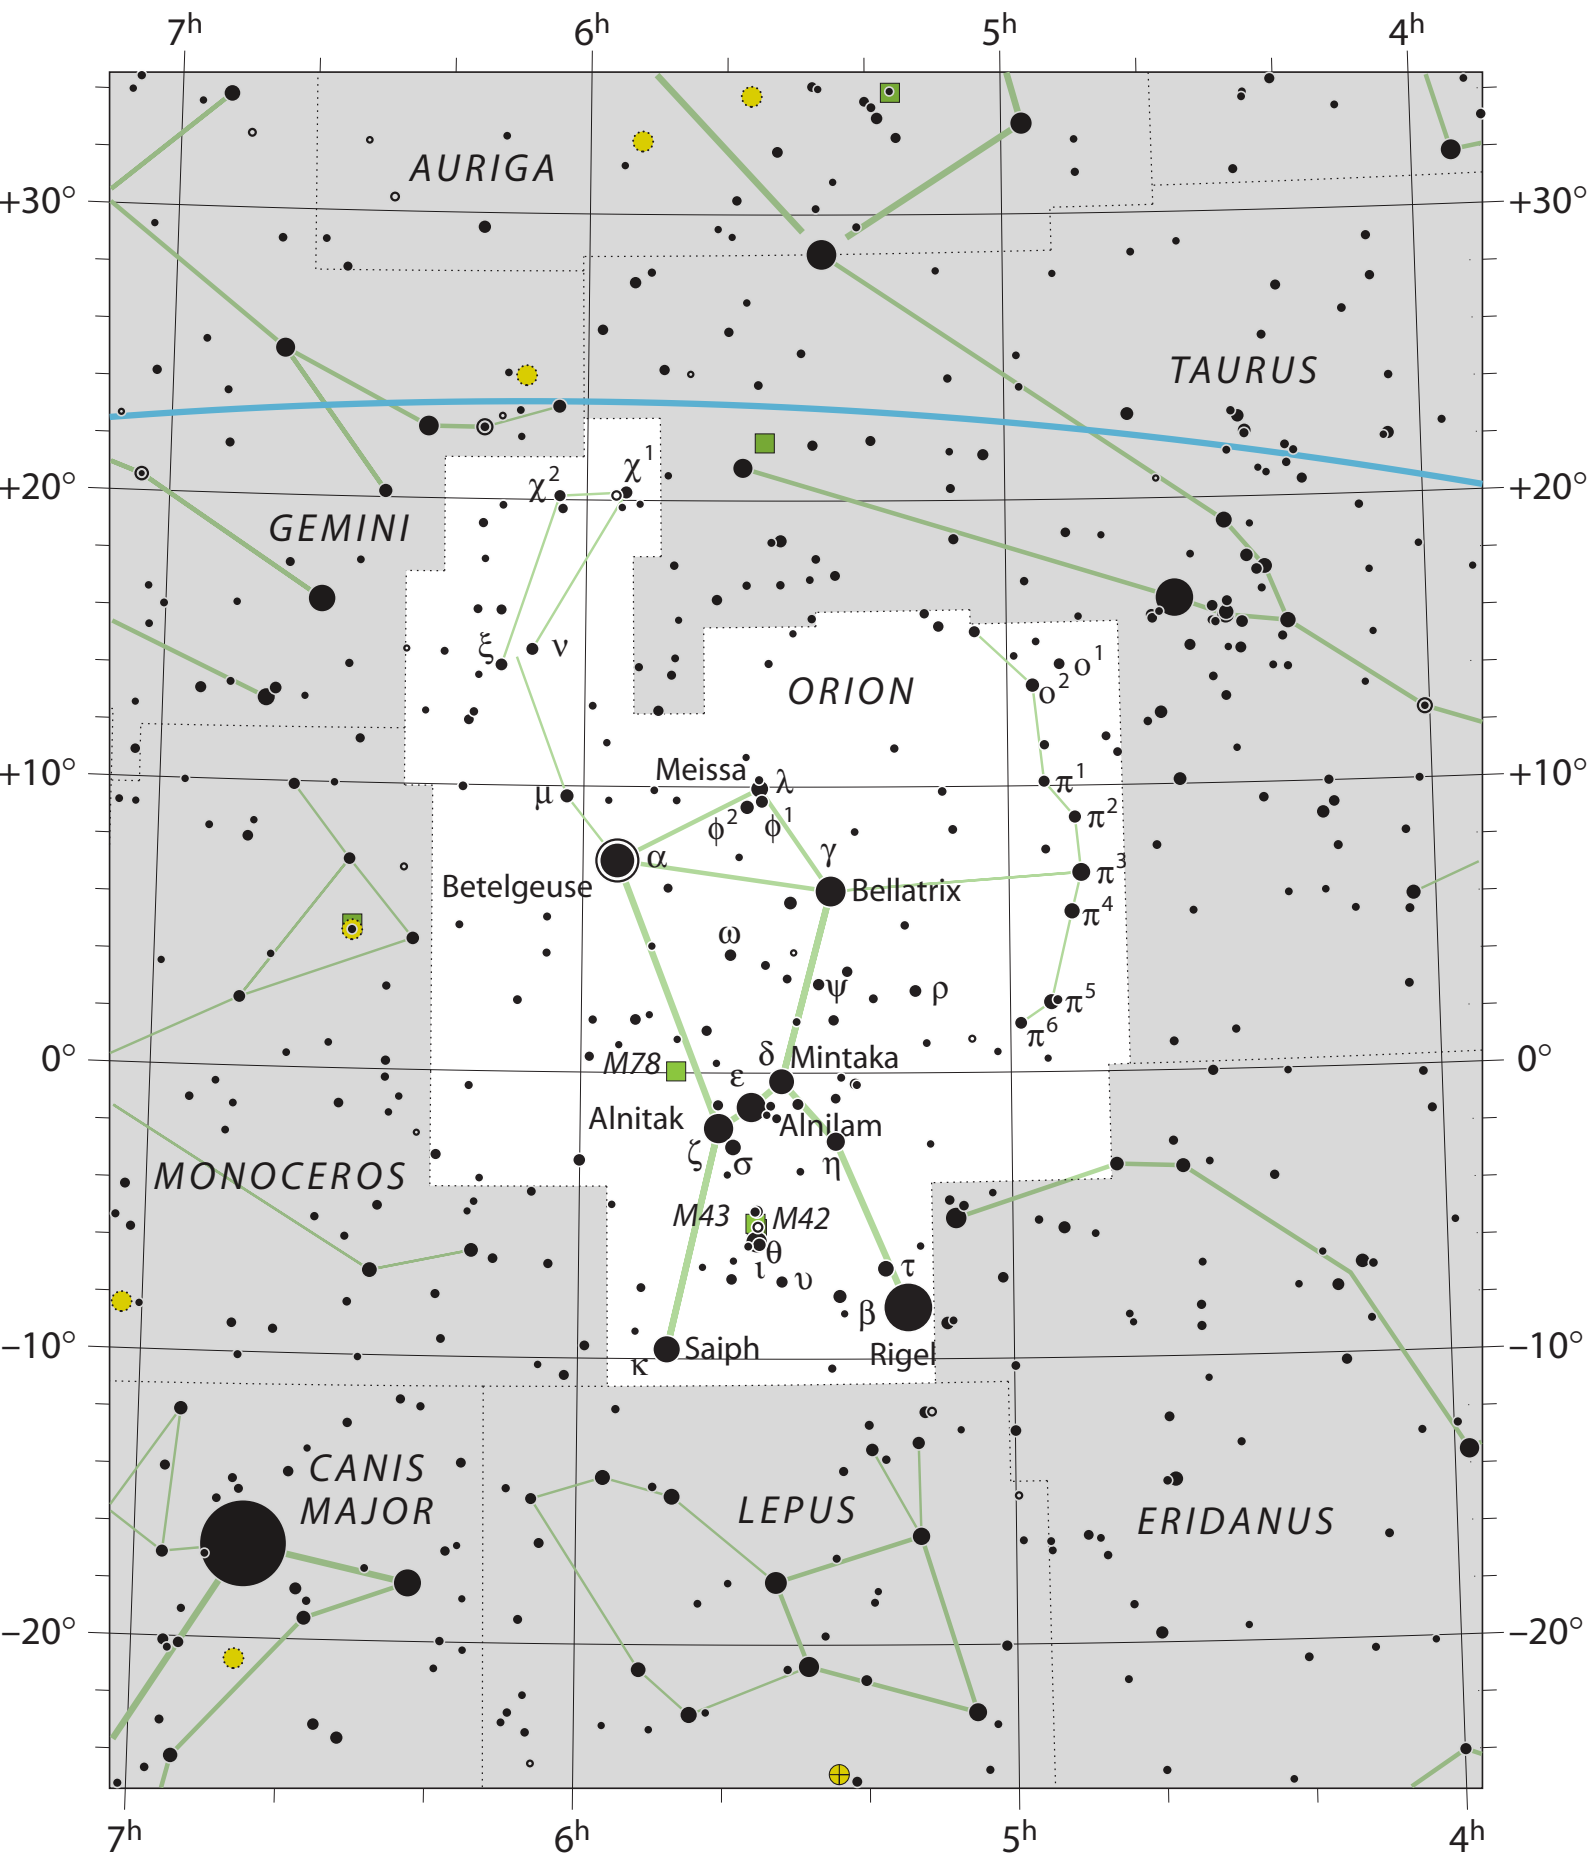 7h 6h 5h 4h
AURIGA
+30° +30°
TAURUS
+20° χ2 χ1 +20°
GEMINI
ξ ν
ORION
ο1
ο2
+10° Meissa λ π1 +10°
μ
φ2 φ1 π2
α γ π3
Betelgeuse Bellatrix
π4
ω
ψ ρ π5
π6
0° M78 δ Mintaka 0°
ε
Alnitak Alnilam
ζ σ η
MONOCEROS
M43 M42
θ
ι υ τ
β
–10° κ Saiph Rigel –10°
CANIS
MAJOR
LEPUS
ERIDANUS
–20° –20°
7h 6h 5h 4h